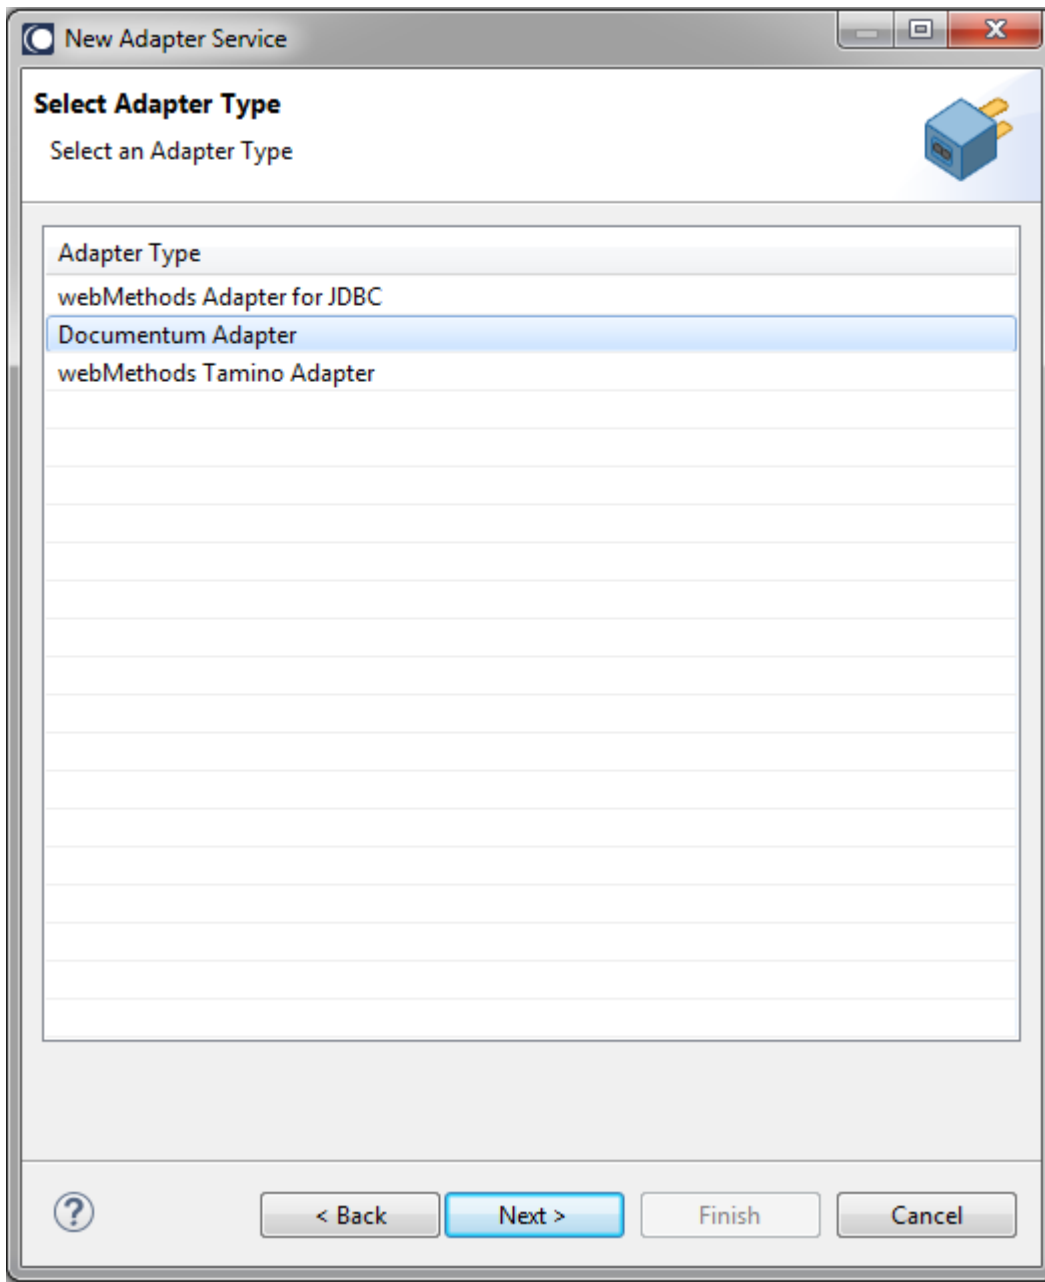 New Adapter Service
Select Adapter Type
Select an Adapter Type
Adapter Type
webMethods Adapter for JDBC
Documentum Adapter
webMethods Tamino Adapter
? < Back Next > Finish Cancel